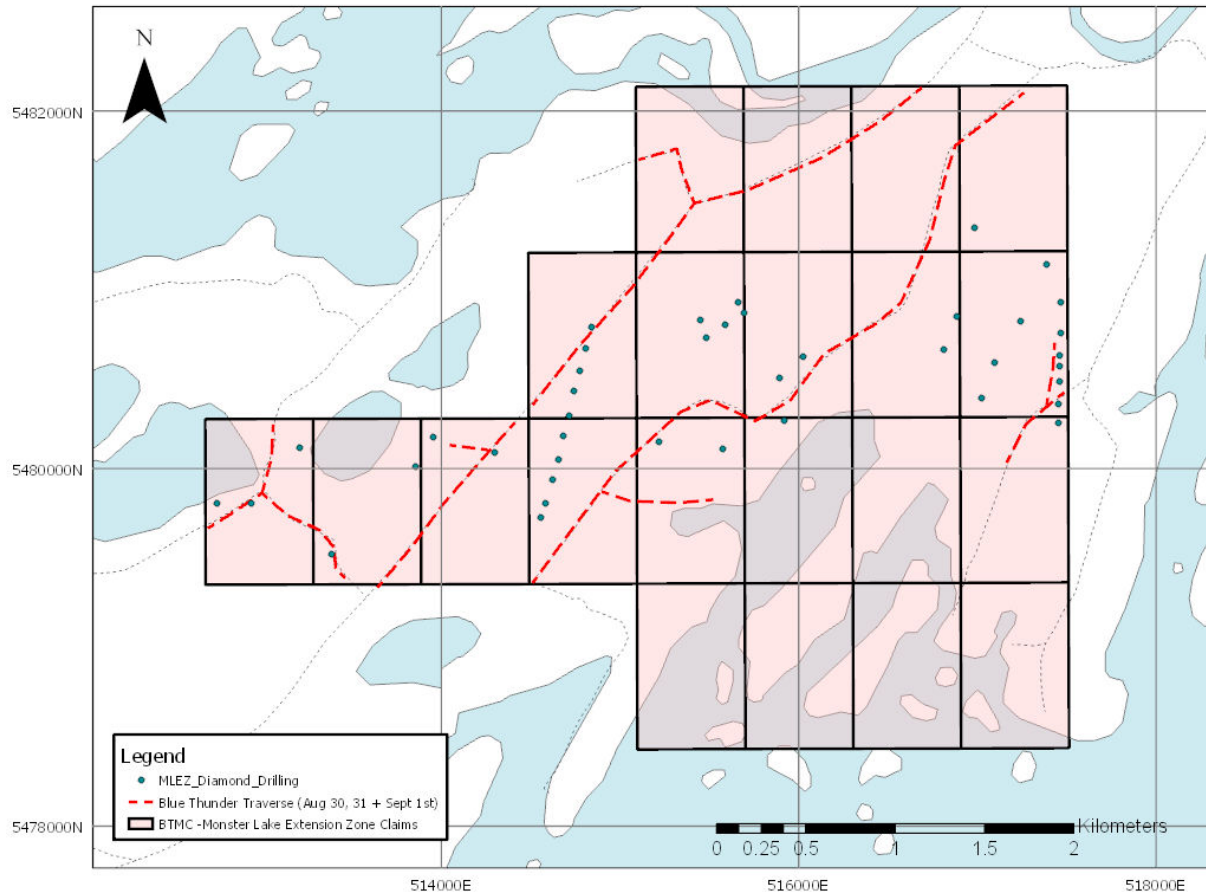 N
5482000N
5480000N
5478000N
Legend
MLEZ_Diamond_Drilling
Blue Thunder Traverse (Aug 30, 31 + Sept 1st)
BTMC -Monster Lake Extension Zone Claims
Kilometers
0 0.25 0.5 1 1.5 2
514000E 516000E 518000E